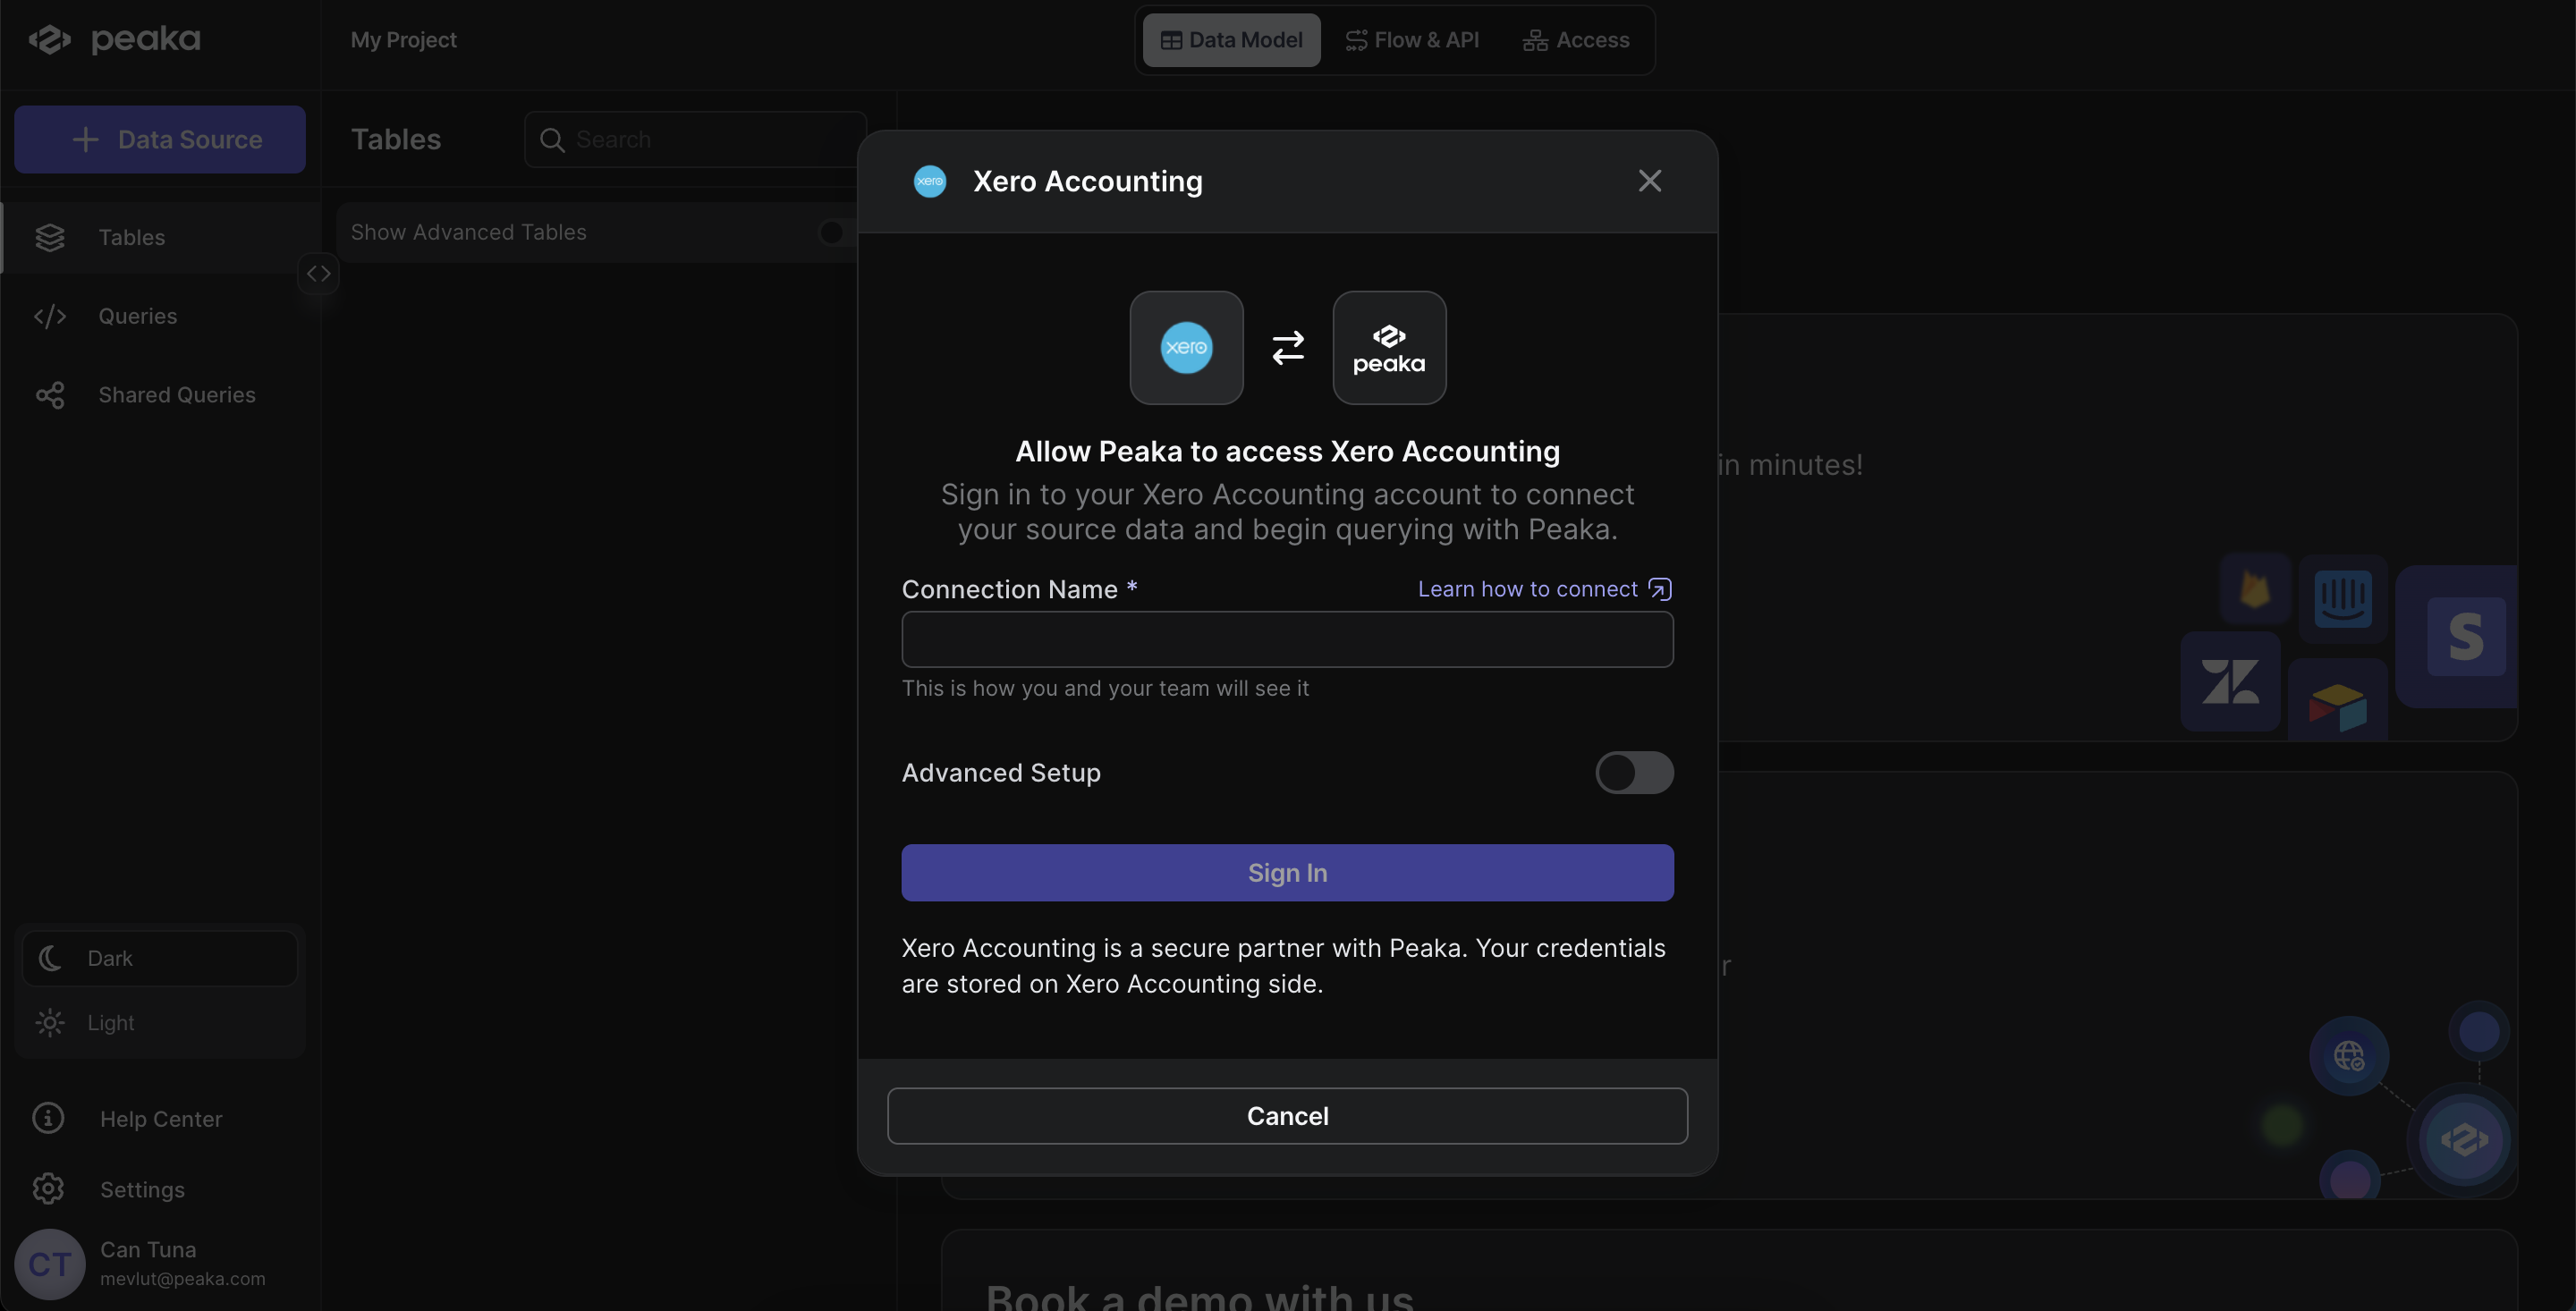 peaka
My Project
Data Model
Flow & API
Access
Data Source
Tables
Search
Tables
Show Advanced Tables
Queries
Shared Queries
Dark
Light
Help Center
Settings
CT
Can Tuna
mevlut@peaka.com
xero
Xero Accounting
xero
peaka
Allow Peaka to access Xero Accounting
Sign in to your Xero Accounting account to connect
your source data and begin querying with Peaka.
Connection Name *
Learn how to connect
This is how you and your team will see it
Advanced Setup
Sign In
Xero Accounting is a secure partner with Peaka. Your credentials
are stored on Xero Accounting side.
Cancel
in minutes!
S
r
Book a demo with us